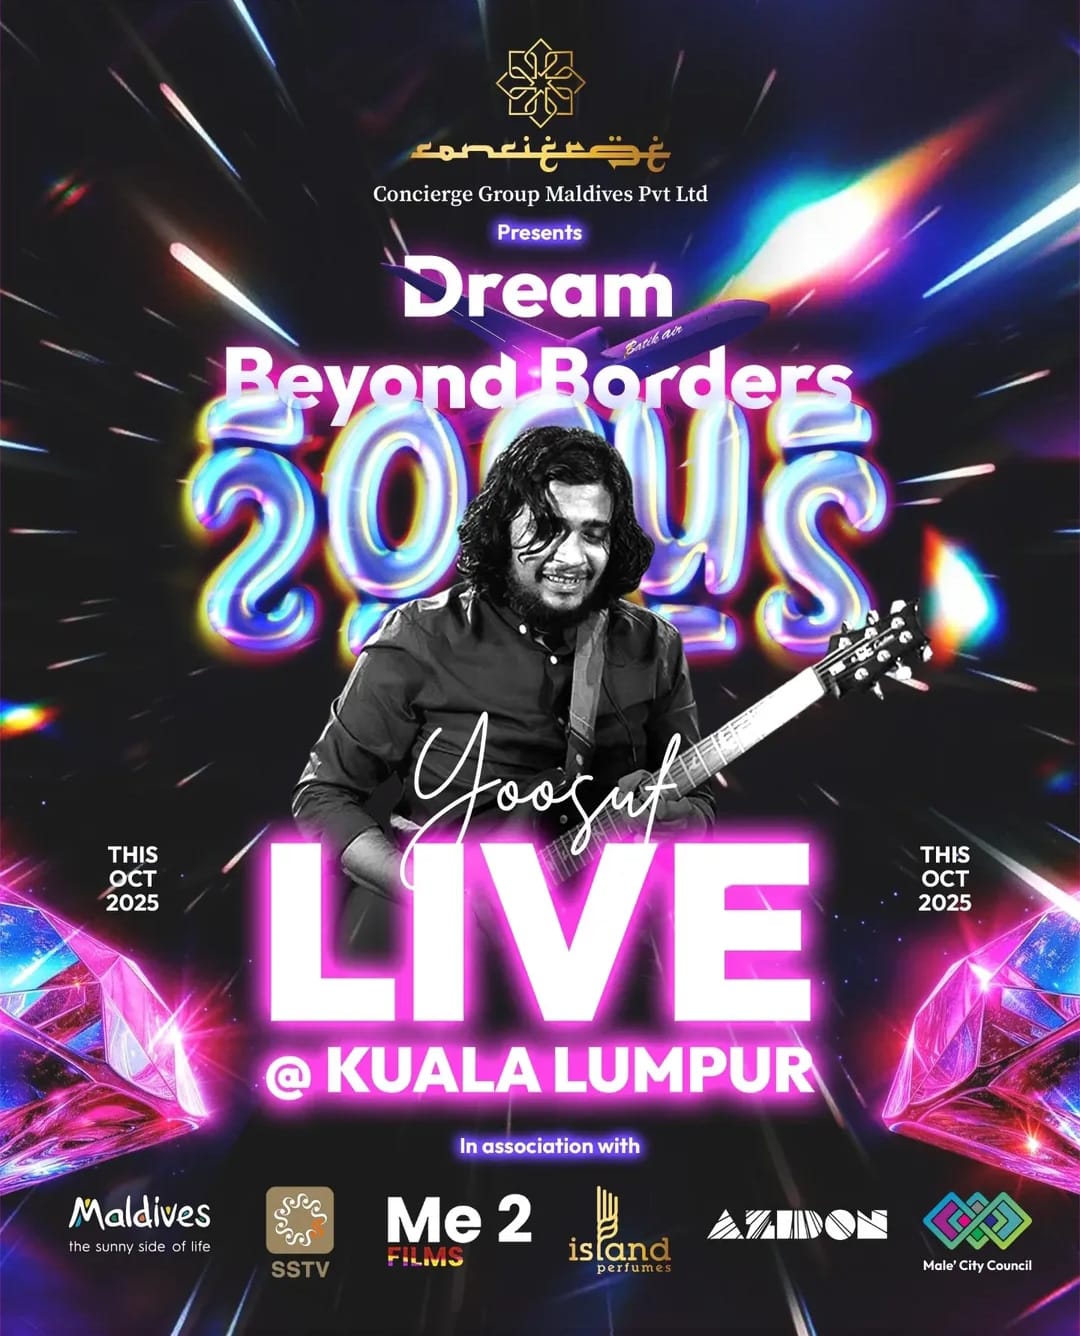 Concierge
Concierge Group Maldives Pvt Ltd
Presents
Dream
Batik Air
Beyond Borders
Yoosuf
LIVE
THIS
OCT
2025
THIS
OCT
2025
@ KUALA LUMPUR
In association with
Maldives
the sunny side of life
SSTV
Me 2
FILMS
island
perfumes
AZIDON
Male' City Council